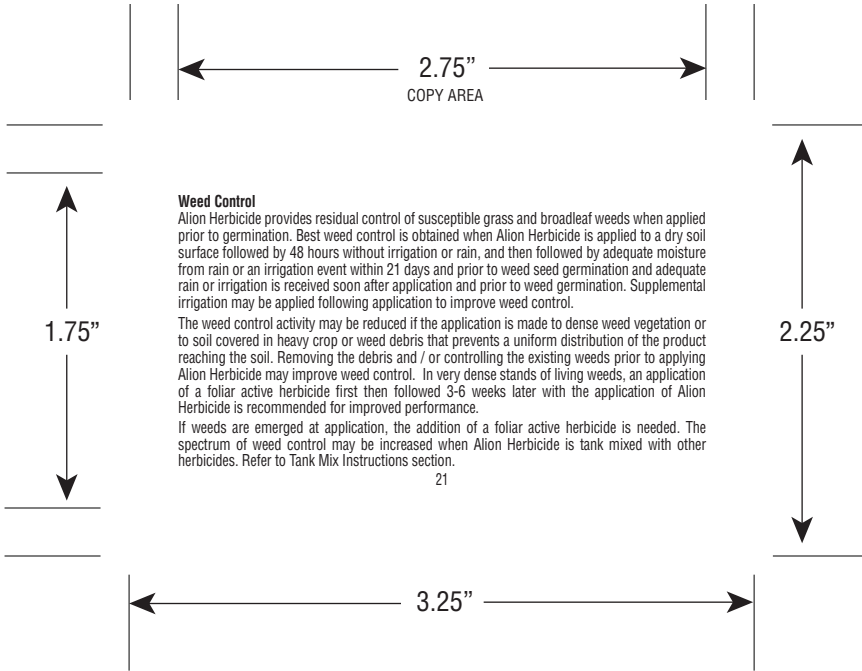 2.75”
COPY AREA
Weed Control
Alion Herbicide provides residual control of susceptible grass and broadleaf weeds when applied
prior to germination. Best weed control is obtained when Alion Herbicide is applied to a dry soil
surface followed by 48 hours without irrigation or rain, and then followed by adequate moisture
from rain or an irrigation event within 21 days and prior to weed seed germination and adequate
rain or irrigation is received soon after application and prior to weed germination. Supplemental
irrigation may be applied following application to improve weed control.
1.75”
2.25”
The weed control activity may be reduced if the application is made to dense weed vegetation or
to soil covered in heavy crop or weed debris that prevents a uniform distribution of the product
reaching the soil. Removing the debris and / or controlling the existing weeds prior to applying
Alion Herbicide may improve weed control.  In very dense stands of living weeds, an application
of a foliar active herbicide first then followed 3-6 weeks later with the application of Alion
Herbicide is recommended for improved performance.
If weeds are emerged at application, the addition of a foliar active herbicide is needed. The
spectrum of weed control may be increased when Alion Herbicide is tank mixed with other
herbicides. Refer to Tank Mix Instructions section.
21
3.25”